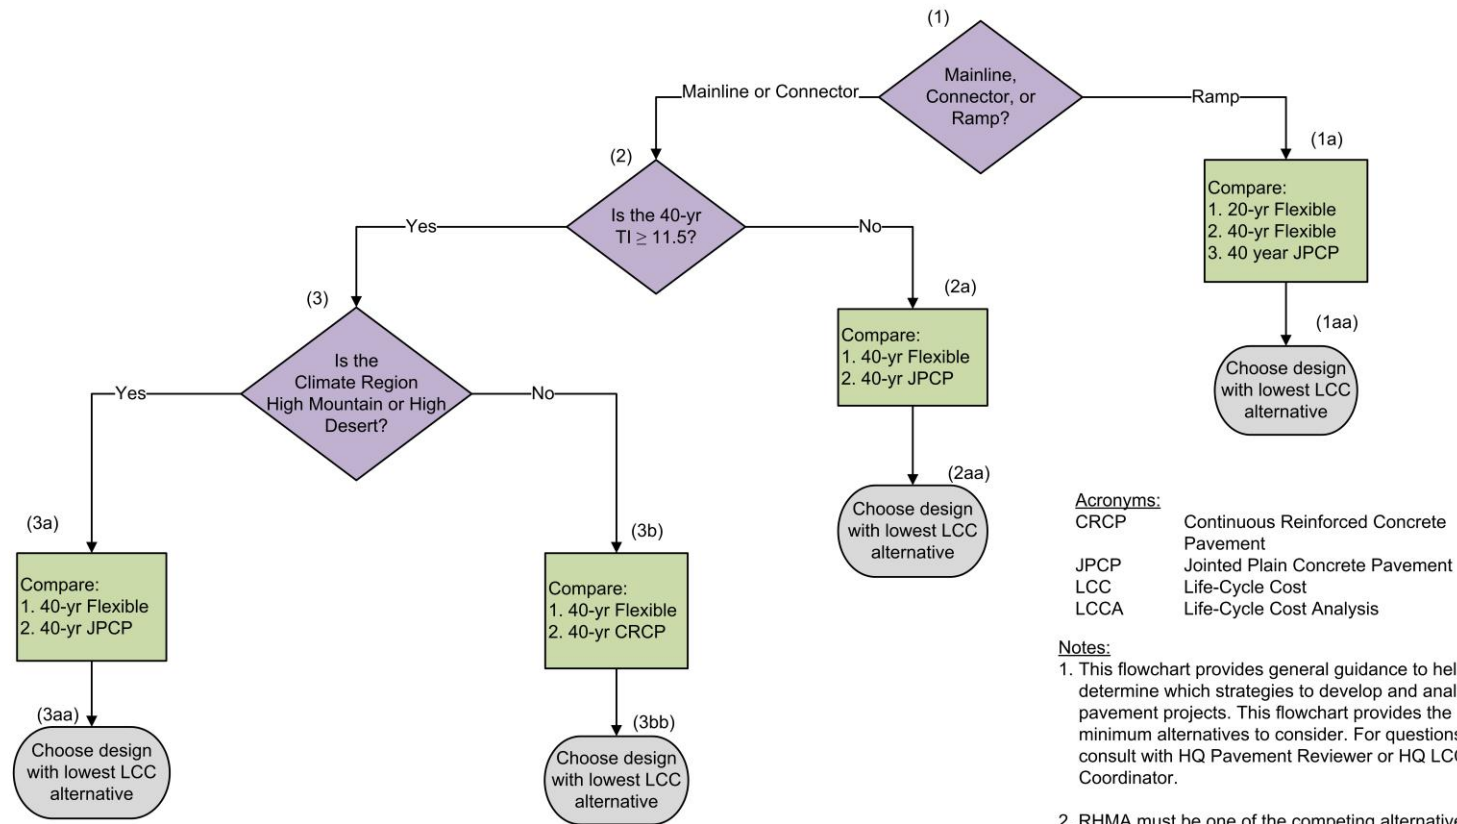 (1)
Mainline,
Connector, or
Ramp?
Mainline or Connector
Ramp
(1a)
Compare:
1. 20-yr Flexible
2. 40-yr Flexible
3. 40 year JPCP
(1aa)
Choose design
with lowest LCC
alternative
(2)
Is the 40-yr
TI ≥ 11.5?
Yes
No
(2a)
Compare:
1. 40-yr Flexible
2. 40-yr JPCP
(2aa)
Choose design
with lowest LCC
alternative
(3)
Is the
Climate Region
High Mountain or High
Desert?
Yes
No
(3a)
Compare:
1. 40-yr Flexible
2. 40-yr JPCP
(3aa)
Choose design
with lowest LCC
alternative
(3b)
Compare:
1. 40-yr Flexible
2. 40-yr CRCP
(3bb)
Choose design
with lowest LCC
alternative
Acronyms:
CRCP Continuous Reinforced Concrete
Pavement
JPCP Jointed Plain Concrete Pavement
LCC Life-Cycle Cost
LCCA Life-Cycle Cost Analysis
Notes:
1. This flowchart provides general guidance to
determine which strategies to develop and
pavement projects. This flowchart provides the
minimum alternatives to consider. For
consult with HQ Pavement Reviewer or HQ
Coordinator.
2. RHMA must be one of the competing